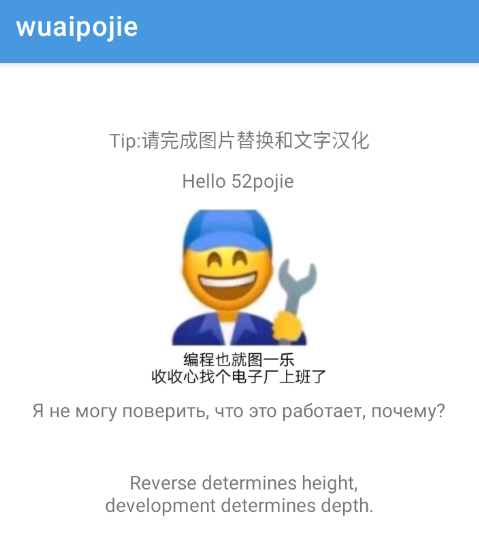 wuaipojie
Tip:请完成图片替换和文字汉化
Hello 52pojie
编程也就图一乐
收收心找个电子厂上班了
Я не могу поверить, что это работает, почему?
Reverse determines height,
development determines depth.